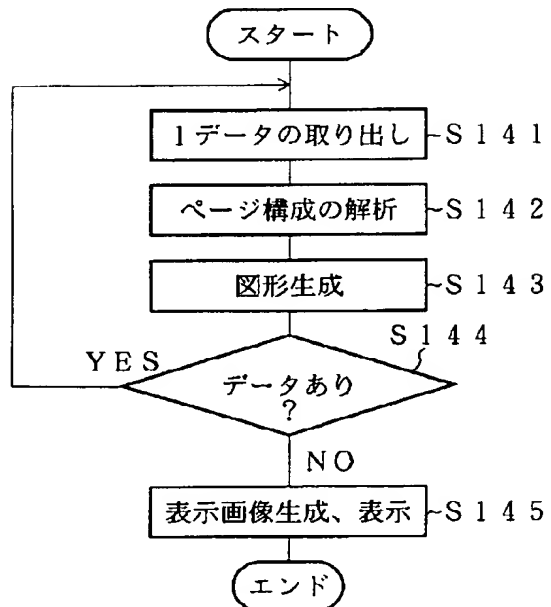 スタート
1データの取り出し S141
ページ構成の解析 S142
図形生成 S143
S144
YES
データあり
?
NO
表示画像生成、表示 S145
エンド